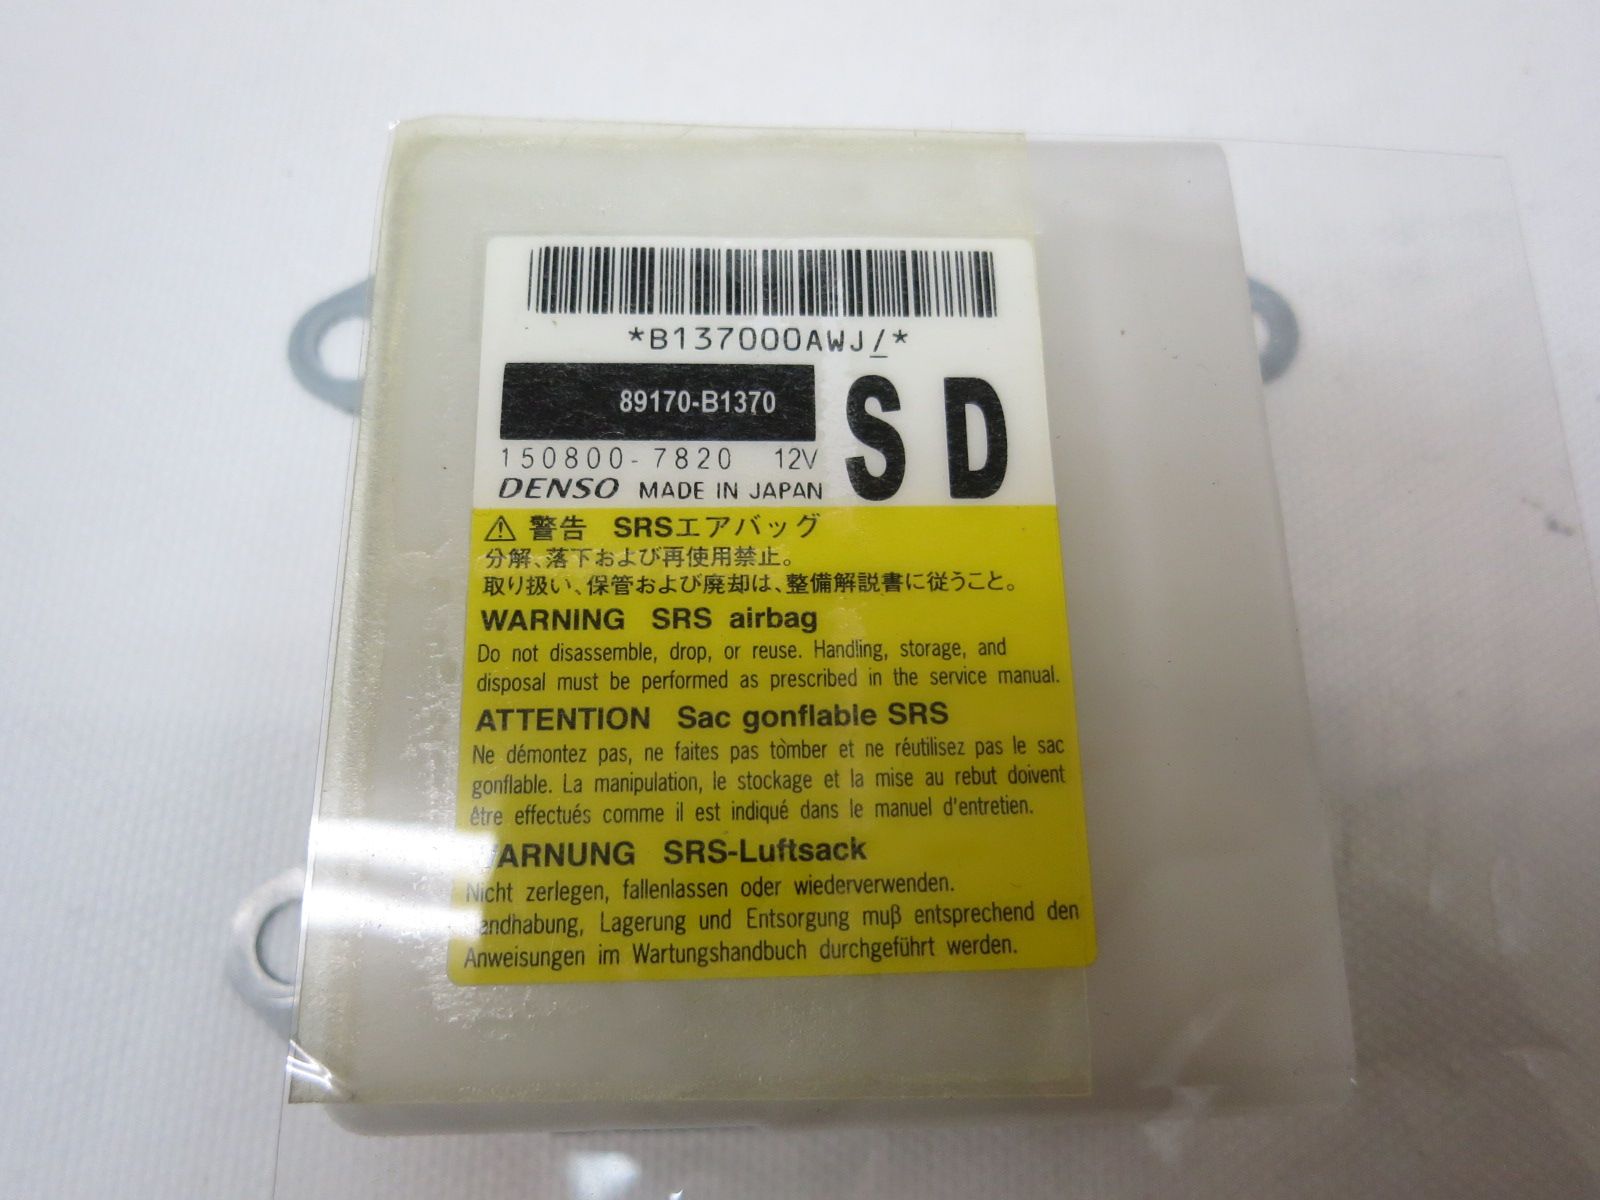 *B137000AWJ/*
89170-B1370
S D
150800-7820 12V
DENSO MADE IN JAPAN
⚠ 警告 SRSエアバッグ
分解、落下および再使用禁止。
取り扱い、保管および廃却は、整備解説書に従うこと。
WARNING SRS airbag
Do not disassemble, drop, or reuse. Handling, storage, and
disposal must be performed as prescribed in the service manual.
ATTENTION Sac gonflable SRS
Ne démontez pas, ne faites pas tomber et ne réutilisez pas le sac
gonflable. La manipulation, le stockage et la mise au rebut doivent
être effectués comme il est indiqué dans le manuel d'entretien.
WARNUNG SRS-Luftsack
Nicht zerlegen, fallenlassen oder wiederverwenden.
Handhabung, Lagerung und Entsorgung muß entsprechend den
Anweisungen im Wartungshandbuch durchgeführt werden.